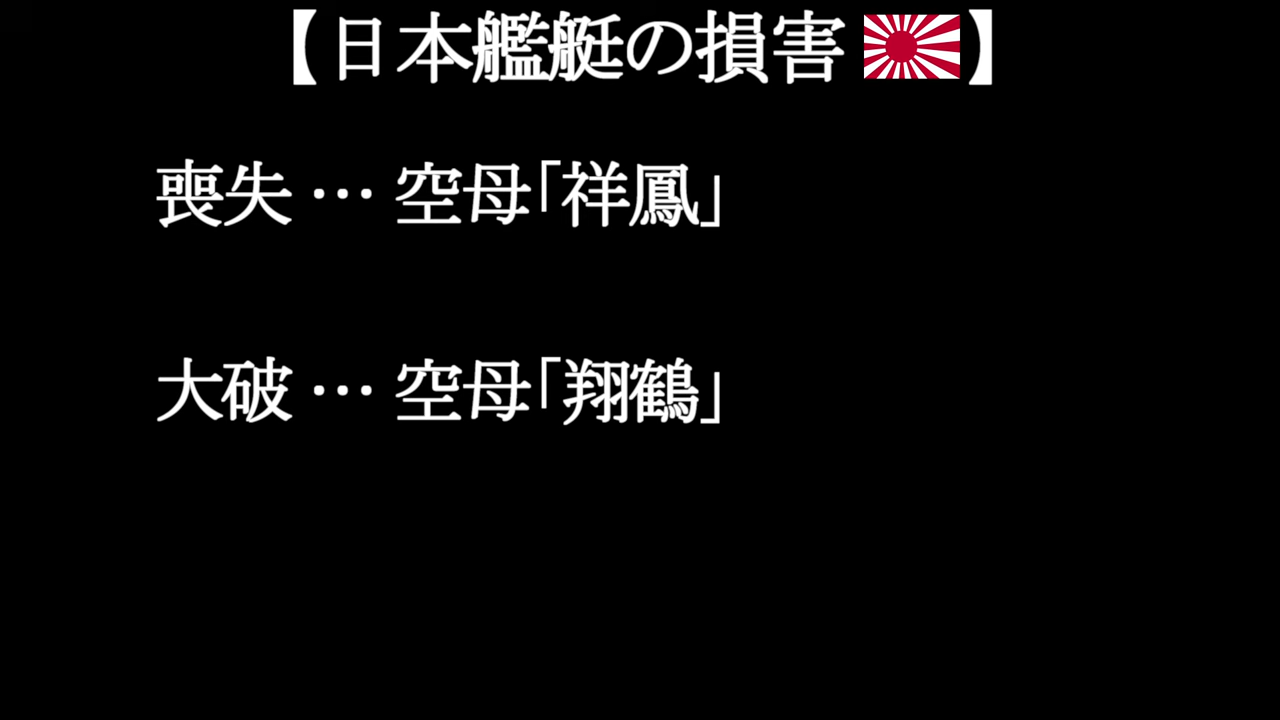 【日本艦艇の損害】
喪失 … 空母「祥鳳」
大破 … 空母「翔鶴」